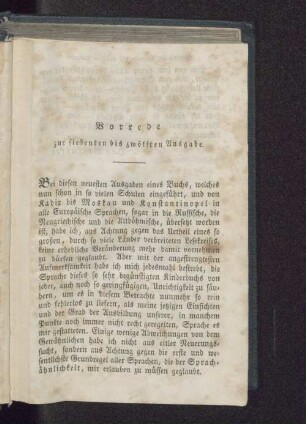 Vorrede
zur siebenten bis zwölften Ausgabe.
Bei diesen neuesten Ausgaben eines Buchs, welches
nun schon in so vielen Schulen eingeführt, und von
Kadix bis Moskau und Konstantinopel in
alle Europäische Sprachen, sogar in die Russische, die
Neugriechische und die Altböhmische, übersetzt worden
ist, habe ich, aus Achtung gegen das Urtheil eines so
großen, durch so viele Länder verbreiteten Lesekreises,
keine erhebliche Veränderung mehr damit vornehmen
zu dürfen geglaubt. Aber mit der angestrengtesten
Aufmerksamkeit habe ich mich jedesmahl bestrebt, die
Sprache dieses so sehr begünstigten Kinderbuchs von
jeder, auch noch so geringfügigen, Unrichtigkeit zu säu-
bern, um es in diesem Betrachte nunmehr so rein
und fehlerlos zu liefern, als meine jetzigen Einsichten
und der Grad der Ausbildung unserer, in manchem
Punkte noch immer nicht recht geregelten, Sprache es
mir gestatteten. Einige wenige Abweichungen von dem
Gewöhnlichen habe ich nicht aus eitler Neuerungs-
sucht, sondern aus Achtung gegen die erste und we-
sentlichste Grundregel aller Sprachen, die der Sprach-
ähnlichkeit, mir erlauben zu müssen geglaubt.